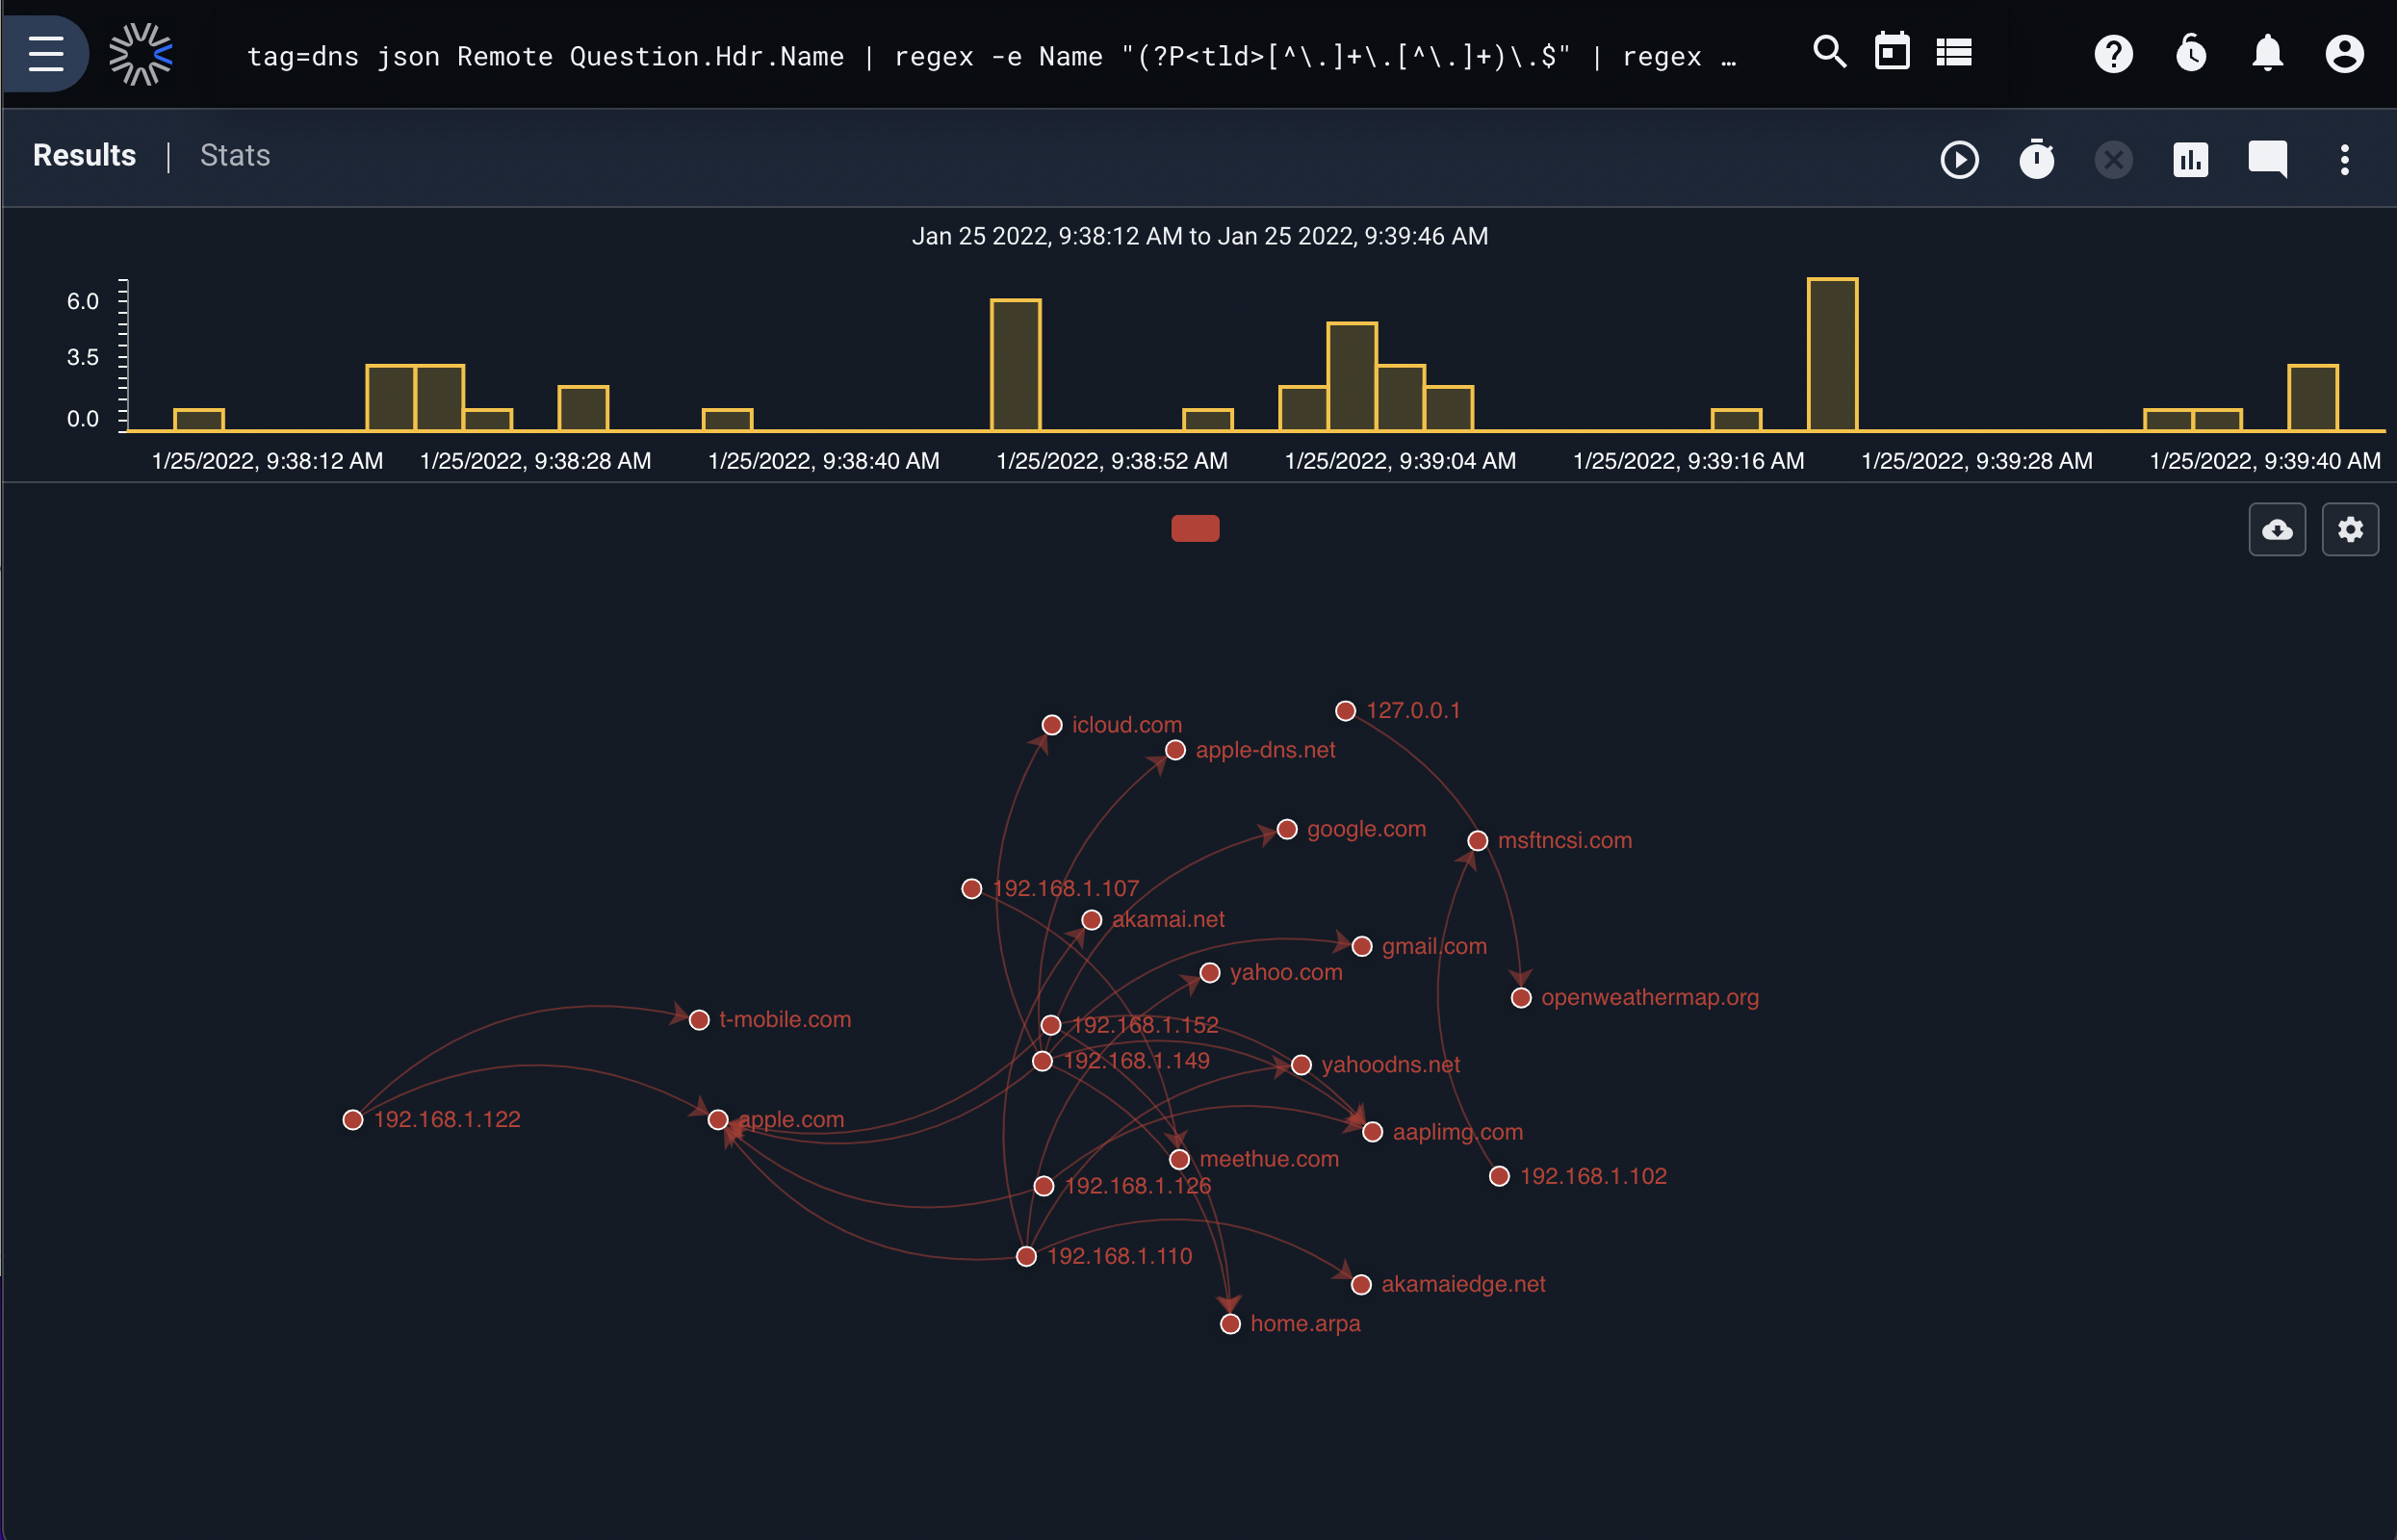 tag=dns json Remote Question.Hdr.Name | regex -e Name "(?P<tld>[^\.]+\.[^\.]+)\.$" | regex …
Results | Stats
Jan 25 2022, 9:38:12 AM to Jan 25 2022, 9:39:46 AM
6.0
3.5
0.0
1/25/2022, 9:38:12 AM 1/25/2022, 9:38:28 AM 1/25/2022, 9:38:40 AM 1/25/2022, 9:38:52 AM 1/25/2022, 9:39:04 AM 1/25/2022, 9:39:16 AM 1/25/2022, 9:39:28 AM 1/25/2022, 9:39:40 AM
127.0.0.1
icloud.com
apple-dns.net
google.com
msftncsi.com
192.168.1.107
akamai.net
gmail.com
yahoo.com
openweathermap.org
t-mobile.com
192.168.1.152
192.168.1.149
yahoodns.net
192.168.1.122
apple.com
aaplimg.com
meethue.com
192.168.1.102
192.168.1.126
192.168.1.110
akamaiedge.net
home.arpa